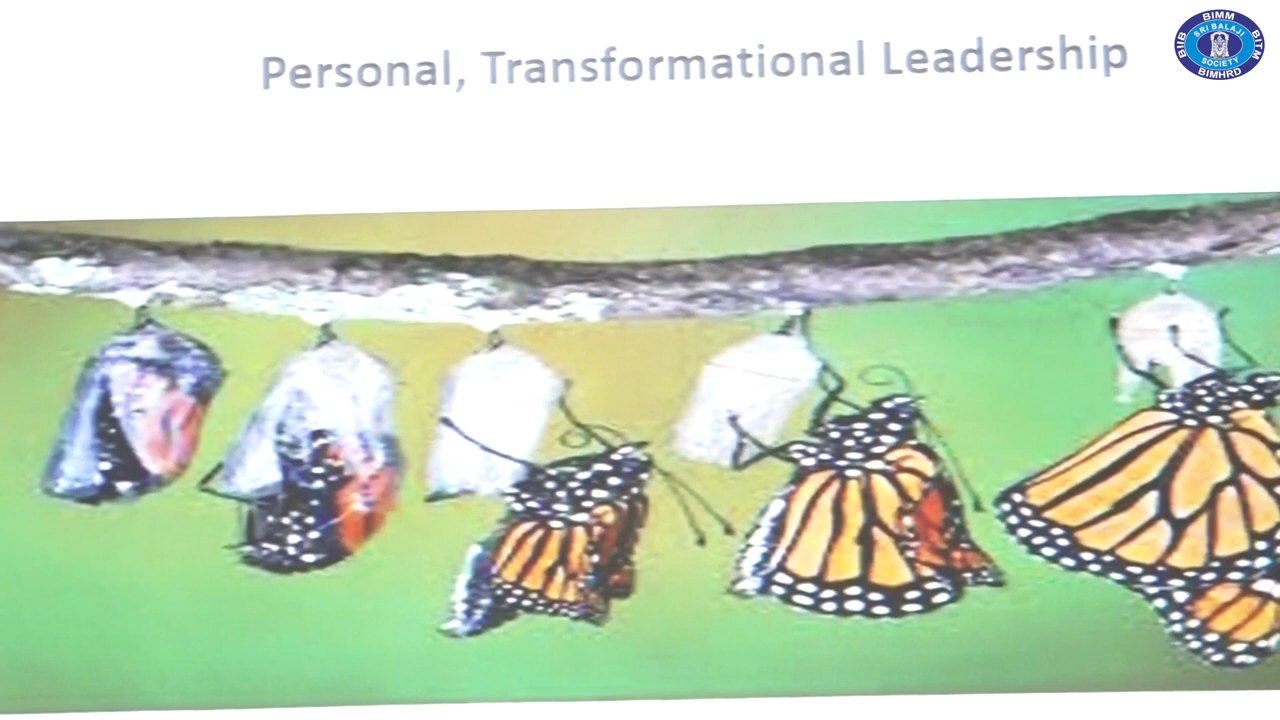 Personal, Transformational Leadership
BIMM
BIIB
SRI BALAJI
SOCIETY
BITM
BIMHRD